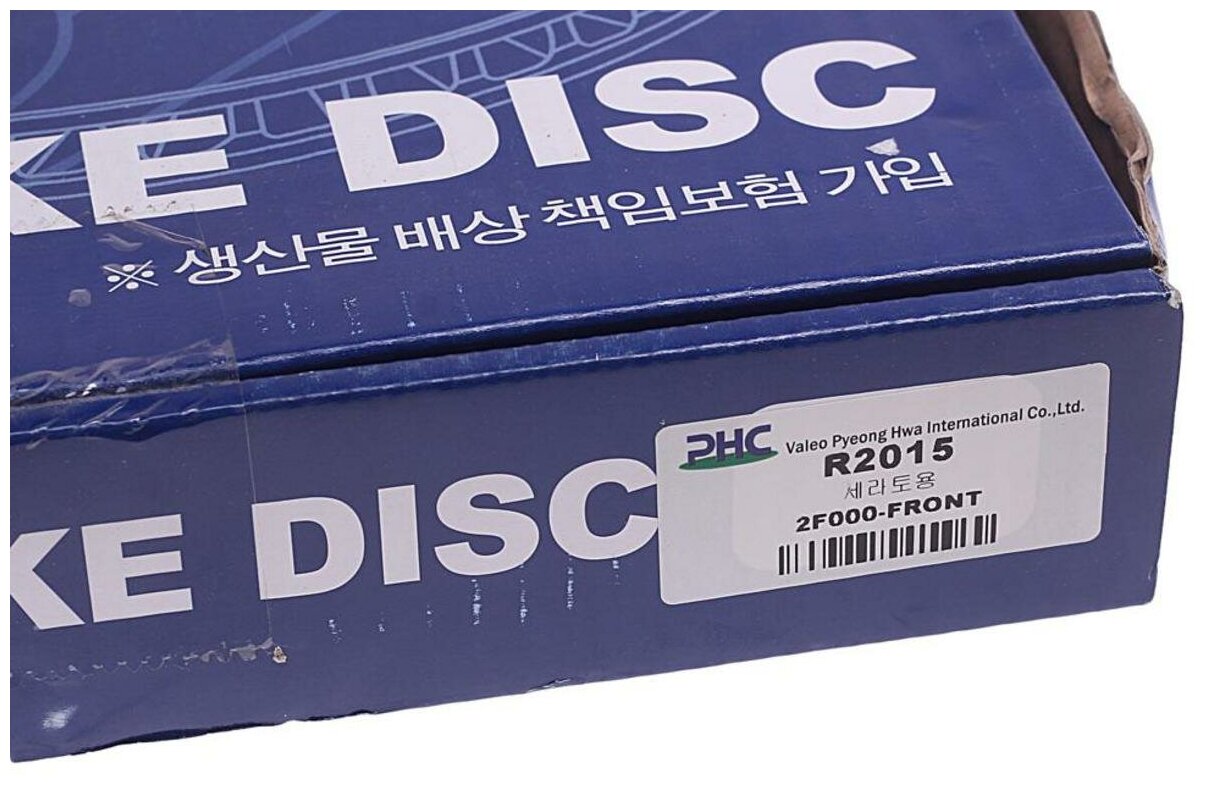 KE DISC
※ 생산물 배상 책임보험 가입
KE DISC
PHC Valeo Pyeong Hwa International Co.,Ltd.
R2015
세라토용
2F000-FRONT